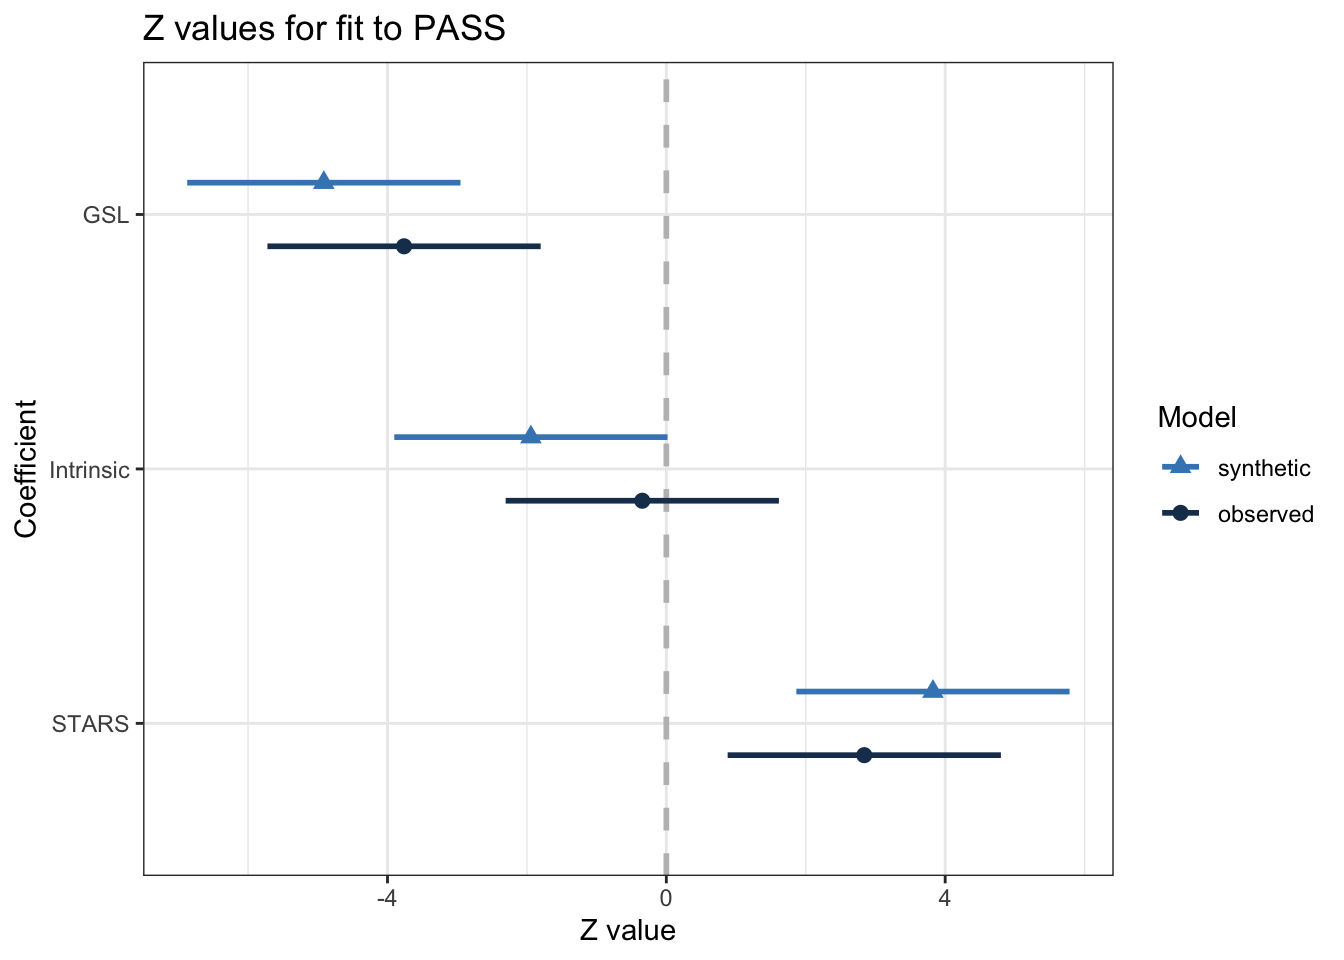 Z values for fit to PASS
GSL
Intrinsic
STARS
Coefficient
-4
0
4
Z value
Model
synthetic
observed